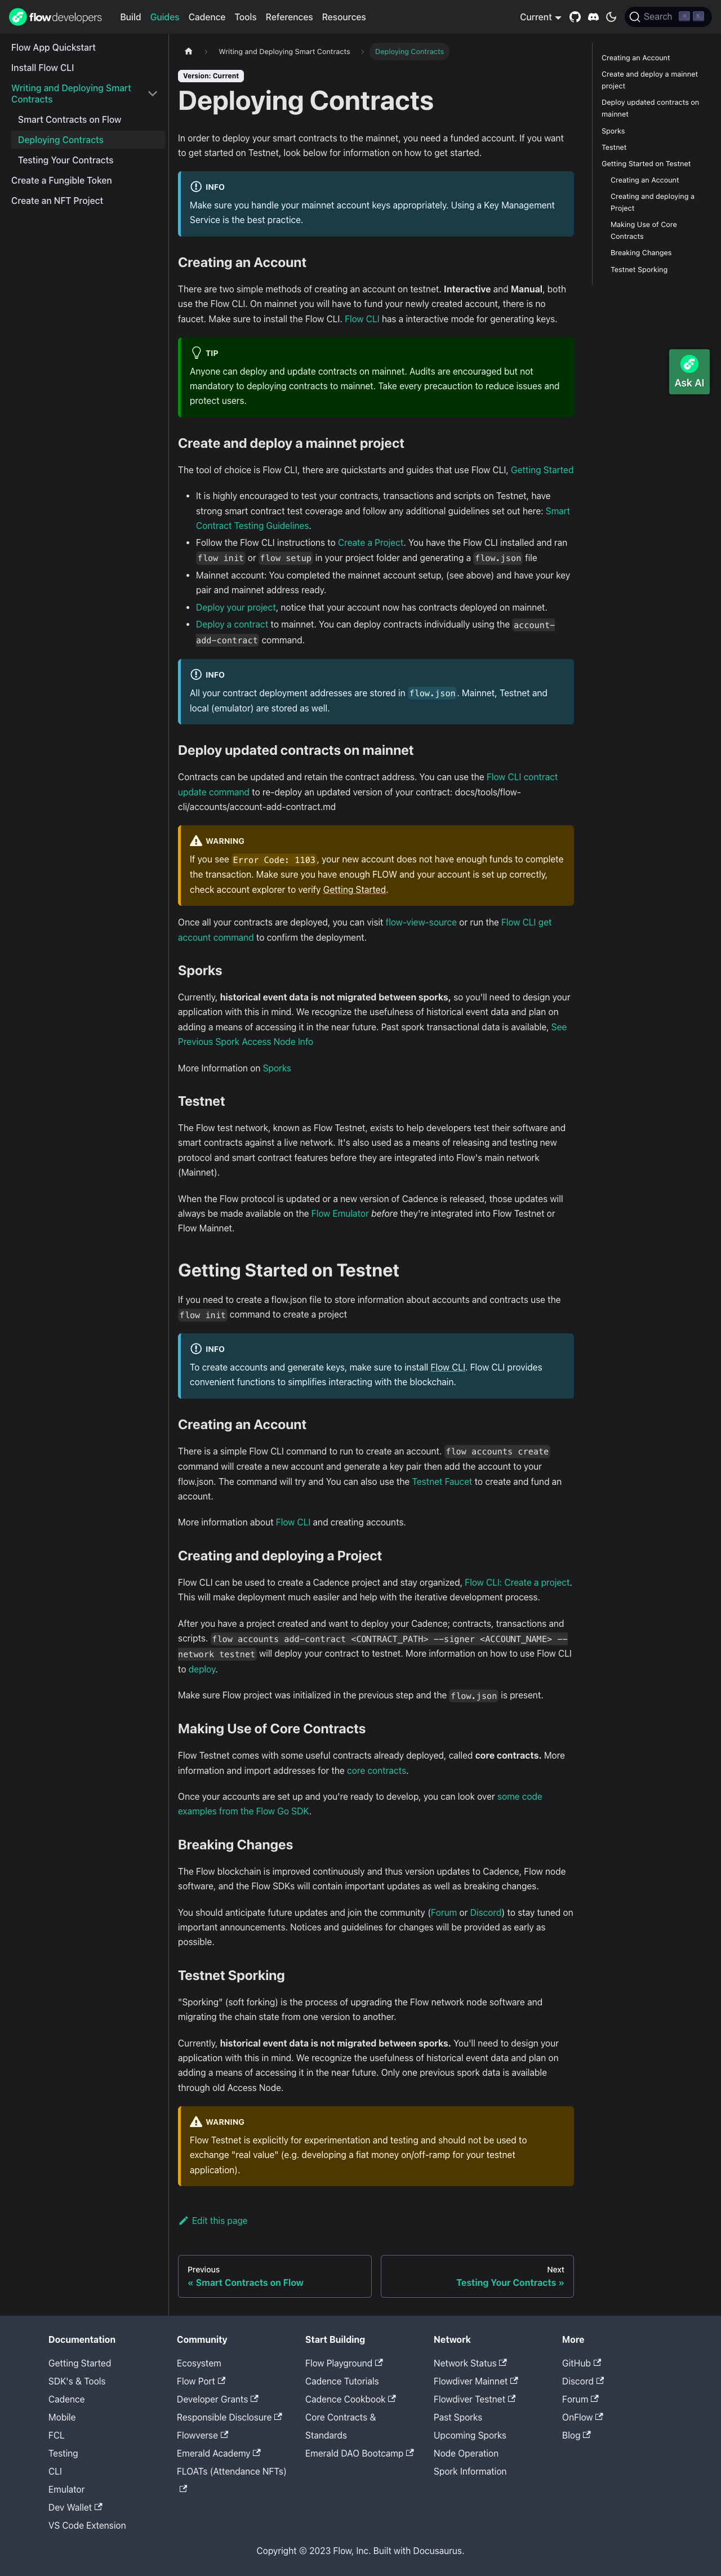 flow developers
Build Guides Cadence Tools References Resources
Current
Search
Flow App Quickstart
Install Flow CLI
Writing and Deploying Smart
Contracts
Smart Contracts on Flow
Deploying Contracts
Testing Your Contracts
Create a Fungible Token
Create an NFT Project
Writing and Deploying Smart Contracts
Deploying Contracts
Version: Current
Deploying Contracts
In order to deploy your smart contracts to the mainnet, you need a funded account. If you want
to get started on Testnet, look below for information on how to get started.
INFO
Make sure you handle your mainnet account keys appropriately. Using a Key Management
Service is the best practice.
Creating an Account
There are two simple methods of creating an account on testnet. Interactive and Manual, both
use the Flow CLI. On mainnet you will have to fund your newly created account, there is no
faucet. Make sure to install the Flow CLI. Flow CLI has a interactive mode for generating keys.
TIP
Anyone can deploy and update contracts on mainnet. Audits are encouraged but not
mandatory to deploying contracts to mainnet. Take every precauction to reduce issues and
protect users.
Create and deploy a mainnet project
The tool of choice is Flow CLI, there are quickstarts and guides that use Flow CLI, Getting Started
• It is highly encouraged to test your contracts, transactions and scripts on Testnet, have
strong smart contract test coverage and follow any additional guidelines set out here: Smart
Contract Testing Guidelines.
• Follow the Flow CLI instructions to Create a Project. You have the Flow CLI installed and ran
flow init or flow setup in your project folder and generating a flow.json file
• Mainnet account: You completed the mainnet account setup, (see above) and have your key
pair and mainnet address ready.
• Deploy your project, notice that your account now has contracts deployed on mainnet.
• Deploy a contract to mainnet. You can deploy contracts individually using the account-
add-contract command.
INFO
All your contract deployment addresses are stored in flow.json. Mainnet, Testnet and
local (emulator) are stored as well.
Deploy updated contracts on mainnet
Contracts can be updated and retain the contract address. You can use the Flow CLI contract
update command to re-deploy an updated version of your contract: docs/tools/flow-
cli/accounts/account-add-contract.md
WARNING
If you see Error Code: 1103, your new account does not have enough funds to complete
the transaction. Make sure you have enough FLOW and your account is set up correctly,
check account explorer to verify Getting Started.
Once all your contracts are deployed, you can visit flow-view-source or run the Flow CLI get
account command to confirm the deployment.
Sporks
Currently, historical event data is not migrated between sporks, so you'll need to design your
application with this in mind. We recognize the usefulness of historical event data and plan on
adding a means of accessing it in the near future. Past spork transactional data is available, See
Previous Spork Access Node Info
More Information on Sporks
Testnet
The Flow test network, known as Flow Testnet, exists to help developers test their software and
smart contracts against a live network. It's also used as a means of releasing and testing new
protocol and smart contract features before they are integrated into Flow's main network
(Mainnet).
When the Flow protocol is updated or a new version of Cadence is released, those updates will
always be made available on the Flow Emulator before they're integrated into Flow Testnet or
Flow Mainnet.
Getting Started on Testnet
If you need to create a flow.json file to store information about accounts and contracts use the
flow init command to create a project
INFO
To create accounts and generate keys, make sure to install Flow CLI. Flow CLI provides
convenient functions to simplifies interacting with the blockchain.
Creating an Account
There is a simple Flow CLI command to run to create an account. flow accounts create
command will create a new account and generate a key pair then add the account to your
flow.json. The command will try and You can also use the Testnet Faucet to create and fund an
account.
More information about Flow CLI and creating accounts.
Creating and deploying a Project
Flow CLI can be used to create a Cadence project and stay organized, Flow CLI: Create a project.
This will make deployment much easiler and help with the iterative development process.
After you have a project created and want to deploy your Cadence; contracts, transactions and
scripts. flow accounts add-contract <CONTRACT_PATH> --signer <ACCOUNT_NAME> --
network testnet will deploy your contract to testnet. More information on how to use Flow CLI
to deploy.
Make sure Flow project was initialized in the previous step and the flow.json is present.
Making Use of Core Contracts
Flow Testnet comes with some useful contracts already deployed, called core contracts. More
information and import addresses for the core contracts.
Once your accounts are set up and you're ready to develop, you can look over some code
examples from the Flow Go SDK.
Breaking Changes
The Flow blockchain is improved continuously and thus version updates to Cadence, Flow node
software, and the Flow SDKs will contain important updates as well as breaking changes.
You should anticipate future updates and join the community (Forum or Discord) to stay tuned on
important announcements. Notices and guidelines for changes will be provided as early as
possible.
Testnet Sporking
"Sporking" (soft forking) is the process of upgrading the Flow network node software and
migrating the chain state from one version to another.
Currently, historical event data is not migrated between sporks. You'll need to design your
application with this in mind. We recognize the usefulness of historical event data and plan on
adding a means of accessing it in the near future. Only one previous spork data is available
through old Access Node.
WARNING
Flow Testnet is explicitly for experimentation and testing and should not be used to
exchange "real value" (e.g. developing a fiat money on/off-ramp for your testnet
application).
Edit this page
Previous
« Smart Contracts on Flow
Next
Testing Your Contracts »
Creating an Account
Create and deploy a mainnet
project
Deploy updated contracts on
mainnet
Sporks
Testnet
Getting Started on Testnet
Creating an Account
Creating and deploying a
Project
Making Use of Core
Contracts
Breaking Changes
Testnet Sporking
Ask AI
Documentation
Getting Started
SDK's & Tools
Cadence
Mobile
FCL
Testing
CLI
Emulator
Dev Wallet
VS Code Extension
Community
Ecosystem
Flow Port
Developer Grants
Responsible Disclosure
Flowverse
Emerald Academy
FLOATs (Attendance NFTs)
Start Building
Flow Playground
Cadence Tutorials
Cadence Cookbook
Core Contracts &
Standards
Emerald DAO Bootcamp
Network
Network Status
Flowdiver Mainnet
Flowdiver Testnet
Past Sporks
Upcoming Sporks
Node Operation
Spork Information
More
GitHub
Discord
Forum
OnFlow
Blog
Copyright © 2023 Flow, Inc. Built with Docusaurus.